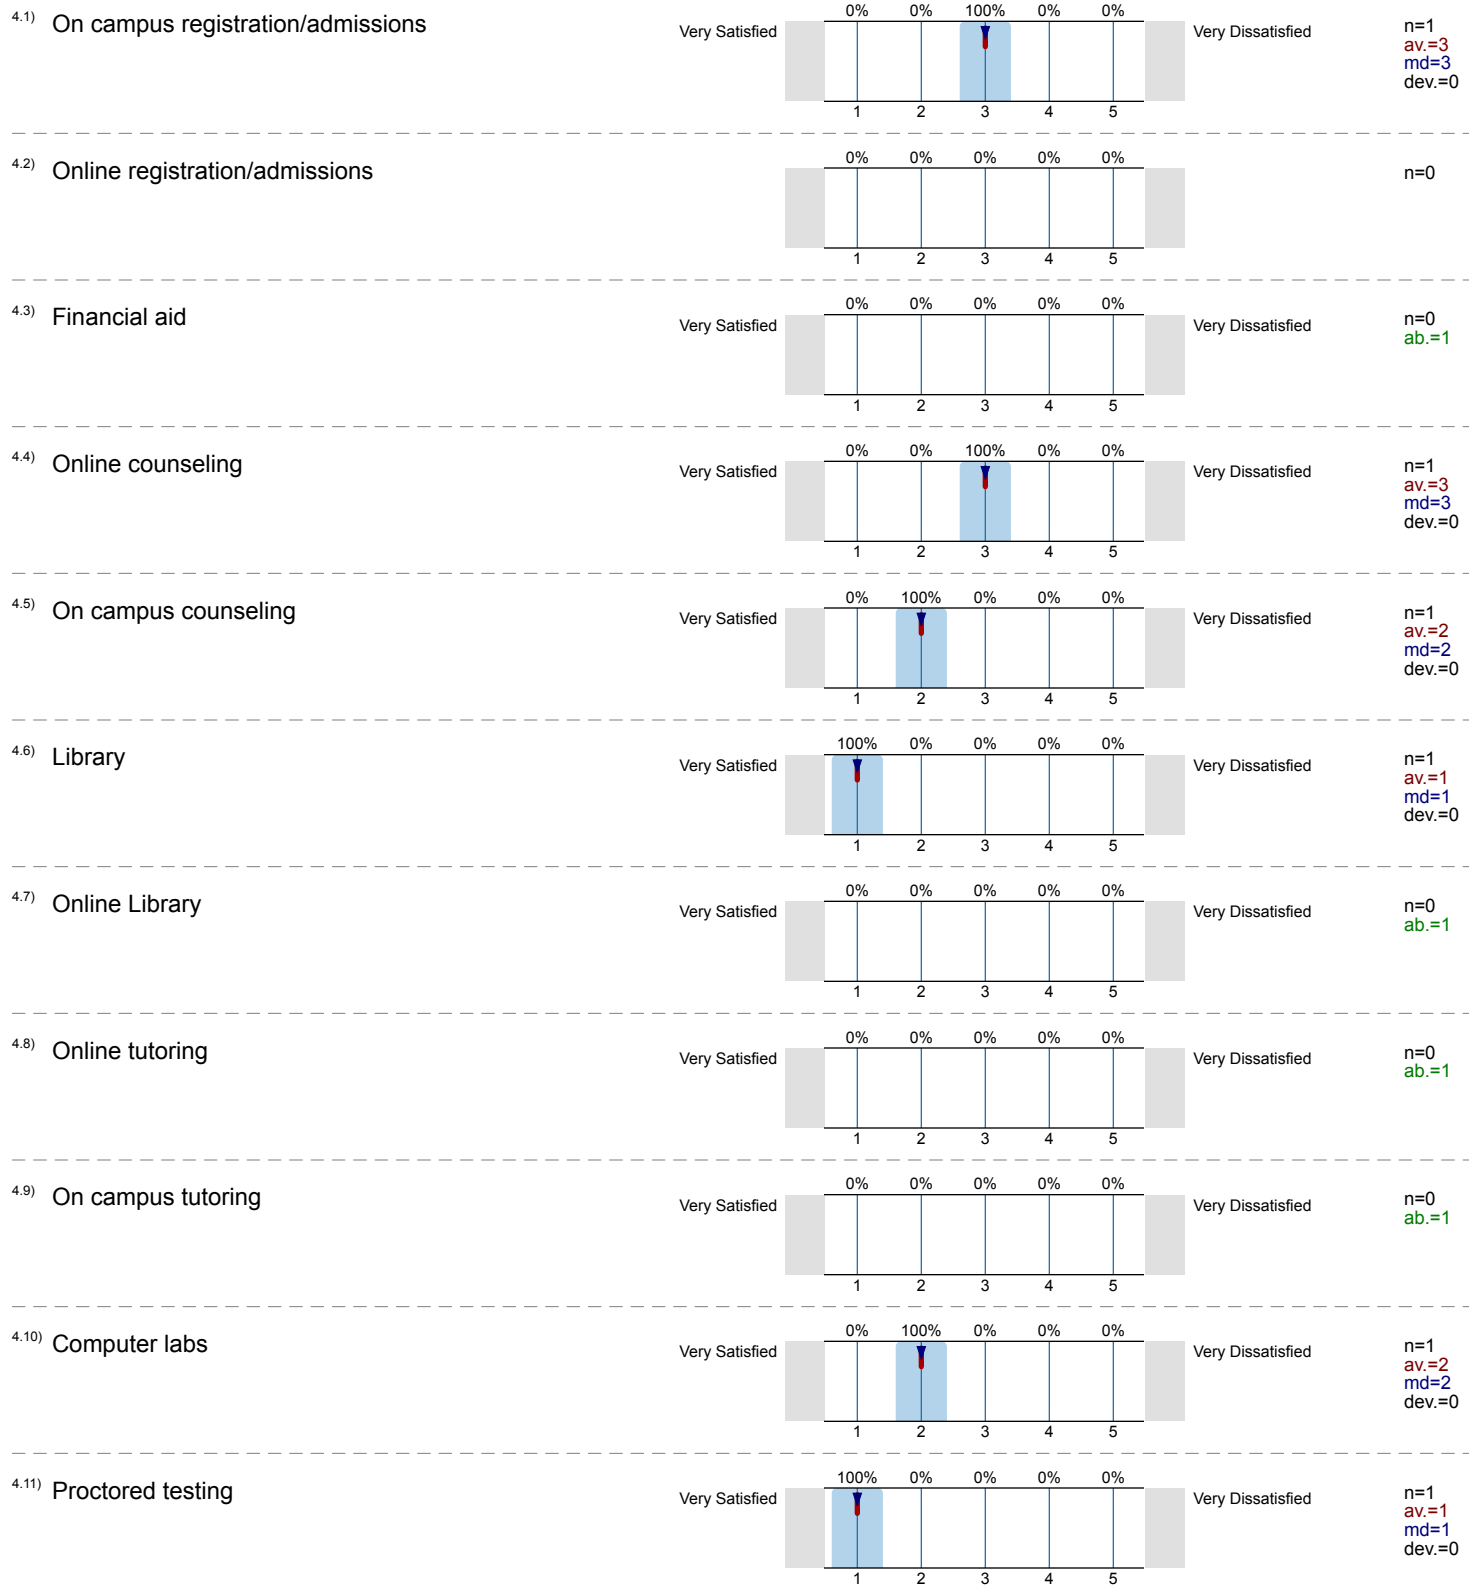 4.1) On campus registration/admissions
0% 0% 100% 0% 0%
Very Satisfied Very Dissatisfied
n=1
av.=3
md=3
dev.=0
1 2 3 4 5
4.2) Online registration/admissions
0% 0% 0% 0% 0%
n=0
1 2 3 4 5
4.3) Financial aid
0% 0% 0% 0% 0%
Very Satisfied Very Dissatisfied
n=0
ab.=1
1 2 3 4 5
4.4) Online counseling
0% 0% 100% 0% 0%
Very Satisfied Very Dissatisfied
n=1
av.=3
md=3
dev.=0
1 2 3 4 5
4.5) On campus counseling
0% 100% 0% 0% 0%
Very Satisfied Very Dissatisfied
n=1
av.=2
md=2
dev.=0
1 2 3 4 5
4.6) Library
100% 0% 0% 0% 0%
Very Satisfied Very Dissatisfied
n=1
av.=1
md=1
dev.=0
1 2 3 4 5
4.7) Online Library
0% 0% 0% 0% 0%
Very Satisfied Very Dissatisfied
n=0
ab.=1
1 2 3 4 5
4.8) Online tutoring
0% 0% 0% 0% 0%
Very Satisfied Very Dissatisfied
n=0
ab.=1
1 2 3 4 5
4.9) On campus tutoring
0% 0% 0% 0% 0%
Very Satisfied Very Dissatisfied
n=0
ab.=1
1 2 3 4 5
4.10) Computer labs
0% 100% 0% 0% 0%
Very Satisfied Very Dissatisfied
n=1
av.=2
md=2
dev.=0
1 2 3 4 5
4.11) Proctored testing
100% 0% 0% 0% 0%
Very Satisfied Very Dissatisfied
n=1
av.=1
md=1
dev.=0
1 2 3 4 5